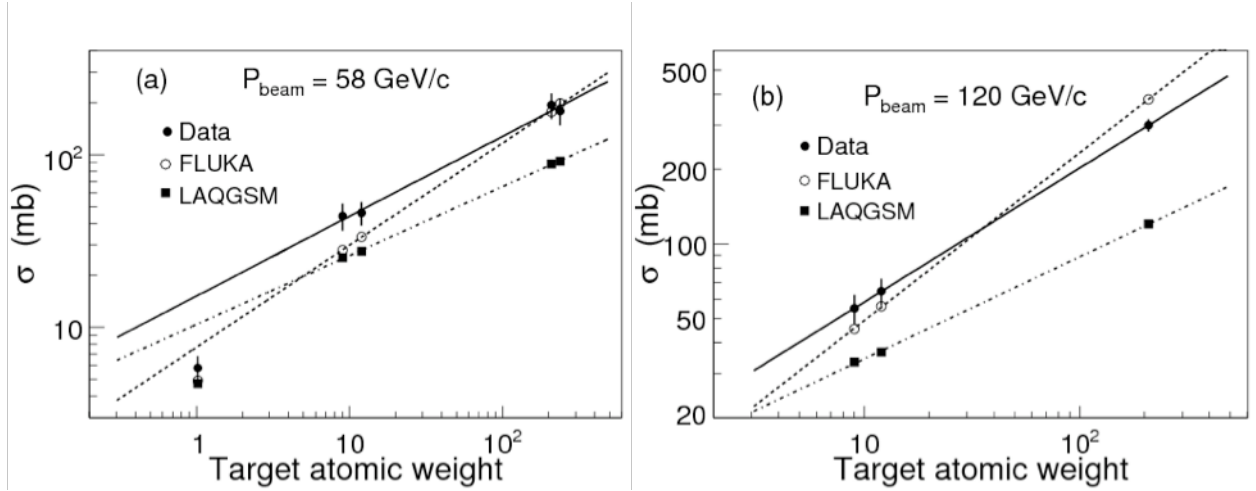 (a) P_beam = 58 GeV/c
Data
FLUKA
LAQGSM
10²
10
σ (mb)
1 10 10²
Target atomic weight
(b) P_beam = 120 GeV/c
Data
FLUKA
LAQGSM
500
200
100
50
20
σ (mb)
10 10²
Target atomic weight